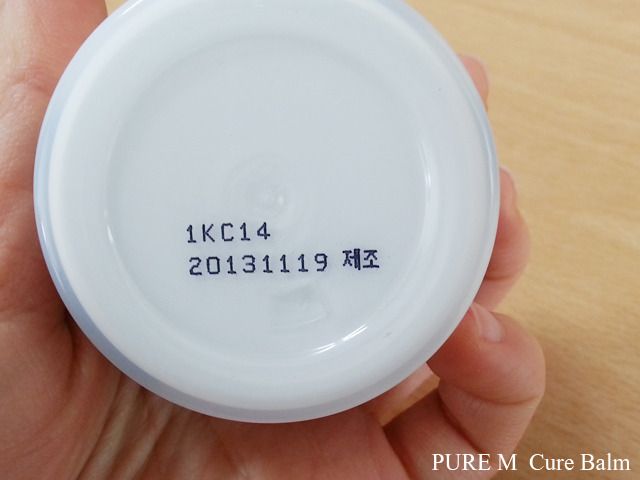 1KC14
20131119 제조
PURE M Cure Balm